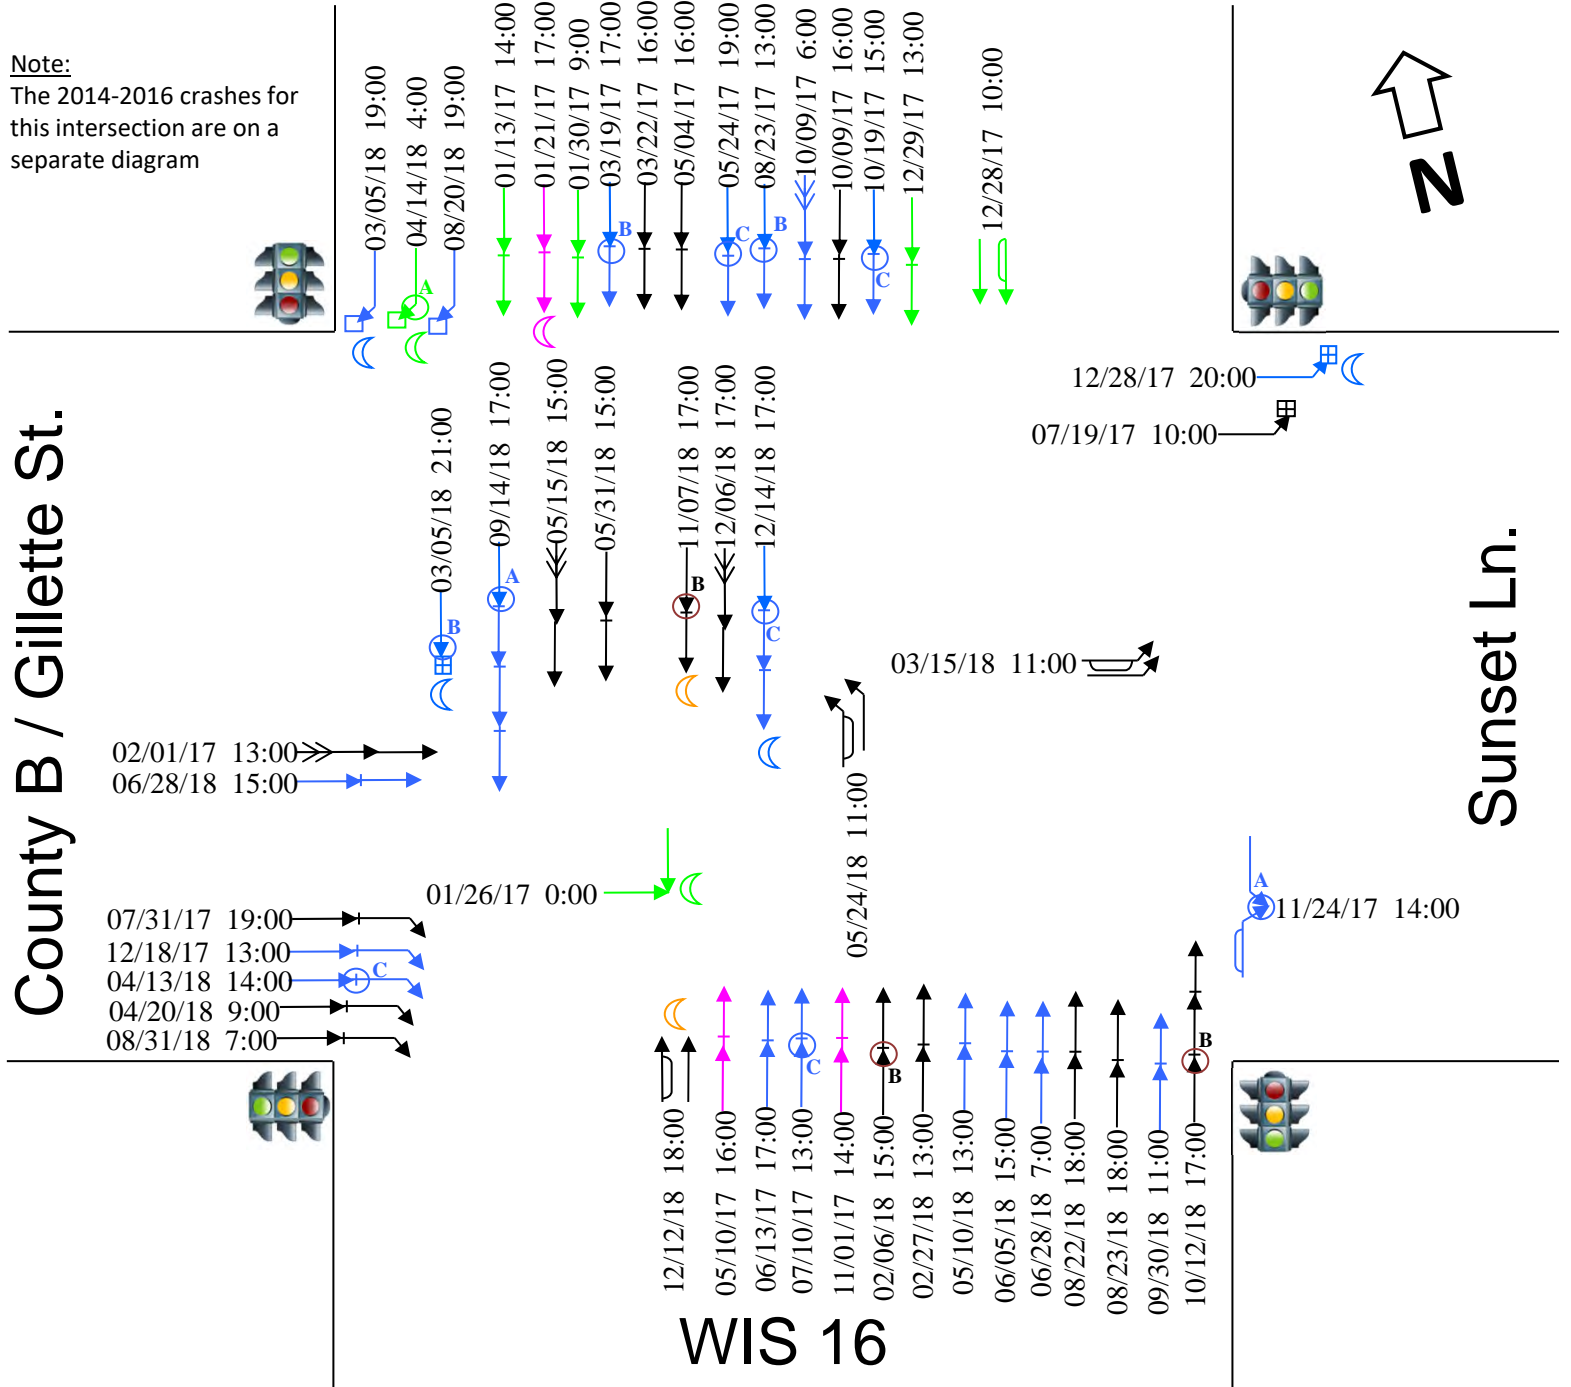 Note:
The 2014-2016 crashes for
this intersection are on a
separate diagram
03/05/18 19:00
04/14/18 4:00
A
08/20/18 19:00
01/13/17 14:00
01/21/17 17:00
01/30/17 9:00
03/19/17 17:00
B
03/22/17 16:00
05/04/17 16:00
05/24/17 19:00
C
08/23/17 13:00
B
10/09/17 6:00
10/09/17 16:00
10/19/17 15:00
C
12/29/17 13:00
12/28/17 10:00
N
12/28/17 20:00
07/19/17 10:00
County B / Gillette St.
03/05/18 21:00
B
09/14/18 17:00
A
05/15/18 15:00
05/31/18 15:00
11/07/18 17:00
B
12/06/18 17:00
12/14/18 17:00
C
03/15/18 11:00
Sunset Ln.
02/01/17 13:00
06/28/18 15:00
05/24/18 11:00
01/26/17 0:00
A
11/24/17 14:00
07/31/17 19:00
12/18/17 13:00
04/13/18 14:00
C
04/20/18 9:00
08/31/18 7:00
12/12/18 18:00
05/10/17 16:00
06/13/17 17:00
07/10/17 13:00
C
11/01/17 14:00
02/06/18 15:00
B
02/27/18 13:00
05/10/18 13:00
06/05/18 15:00
06/28/18 7:00
08/22/18 18:00
08/23/18 18:00
09/30/18 11:00
10/12/18 17:00
B
WIS 16